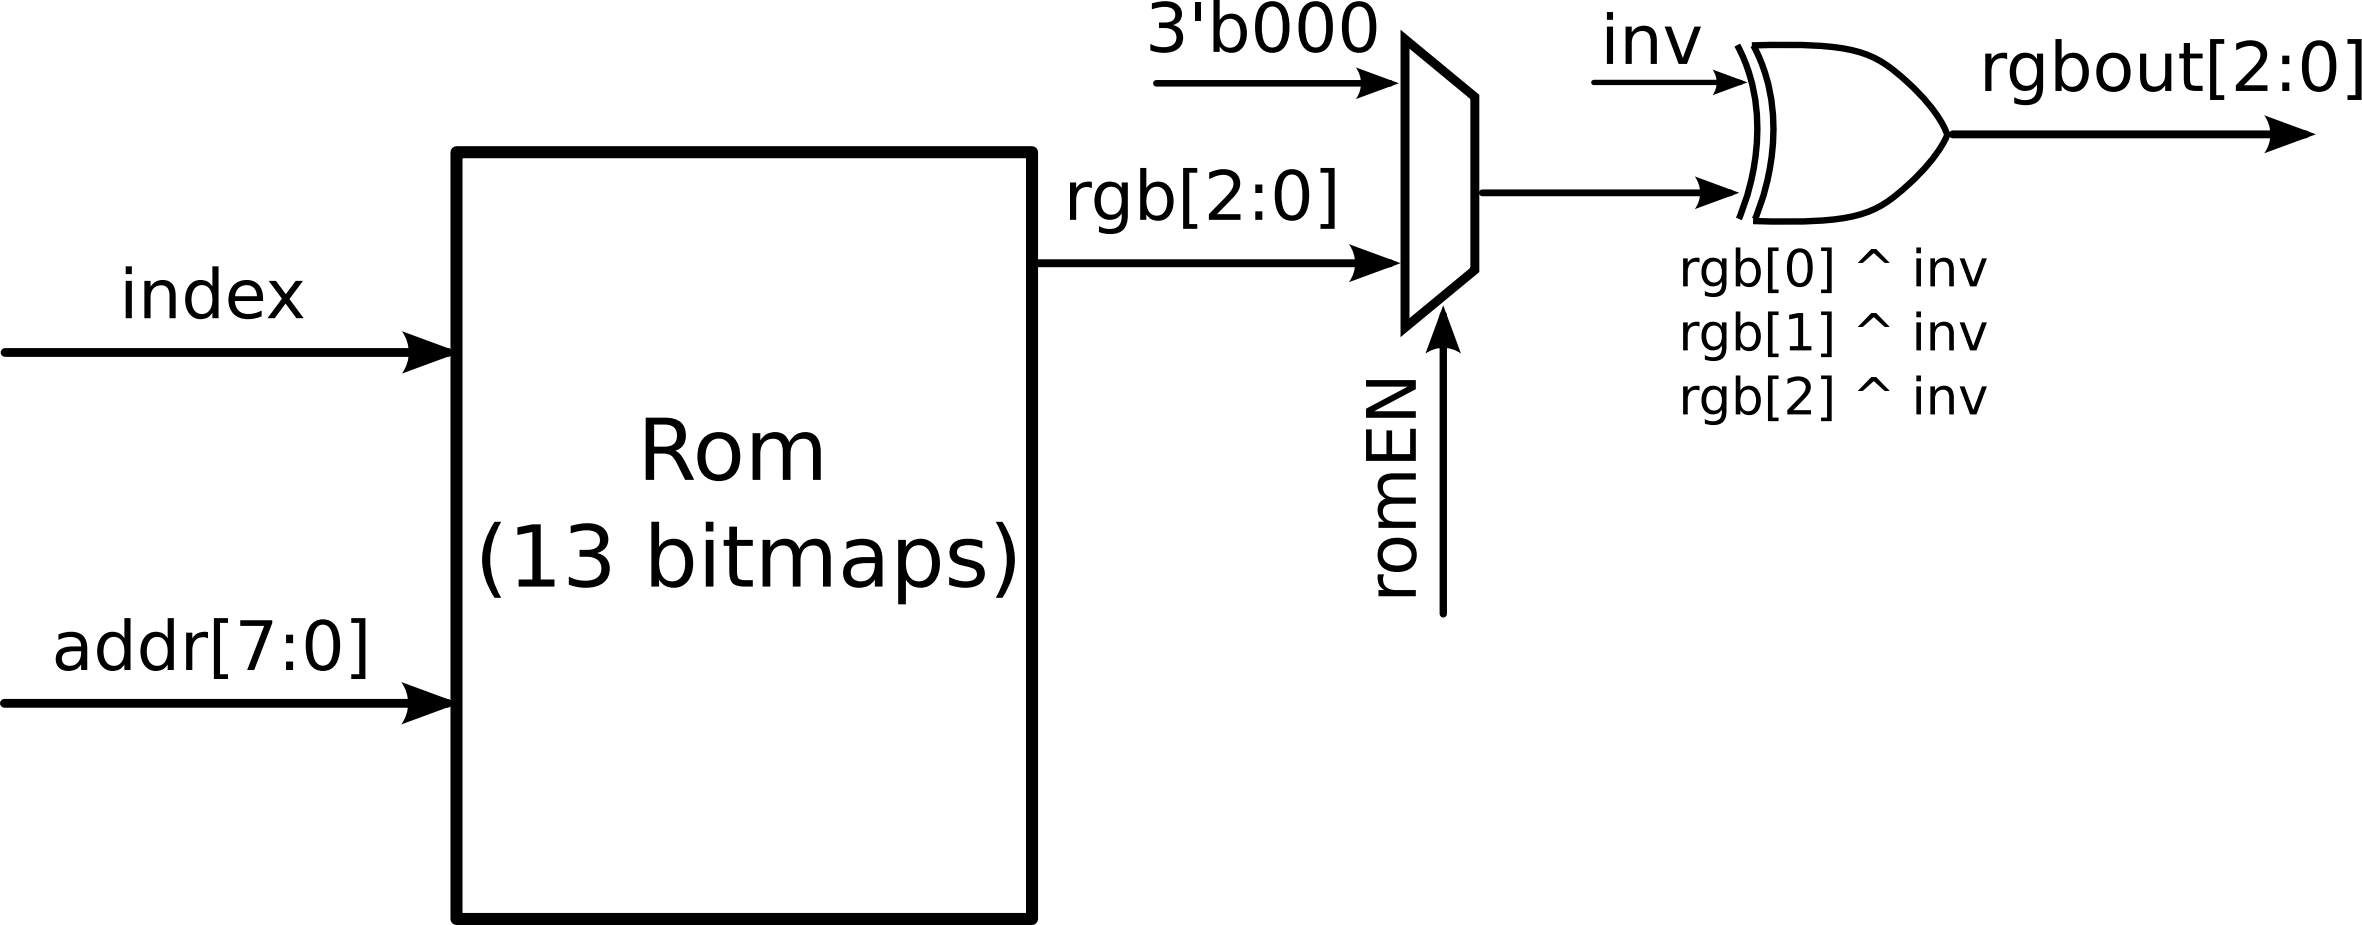 3'b000
inv
rgbout[2:0]
rgb[2:0]
index
rgb[0] ^ inv
rgb[1] ^ inv
rgb[2] ^ inv
romEN
Rom
(13 bitmaps)
addr[7:0]